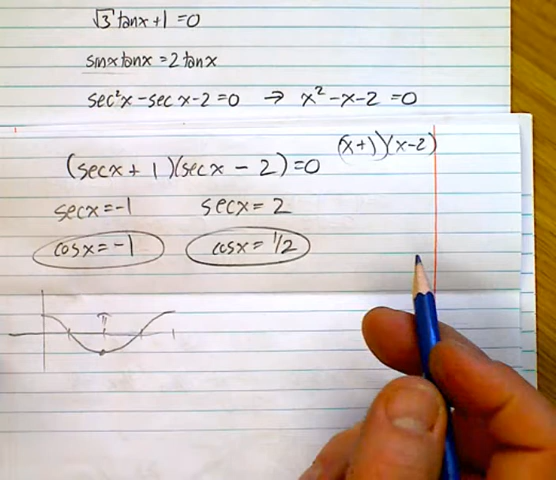 √3 tanx + 1 = 0
sinx tanx = 2 tanx
sec²x - secx - 2 = 0 → x² - x - 2 = 0
(x+1)(x-2)
(secx + 1)(secx - 2) = 0
secx = -1 secx = 2
cosx = -1 cosx = 1/2
π